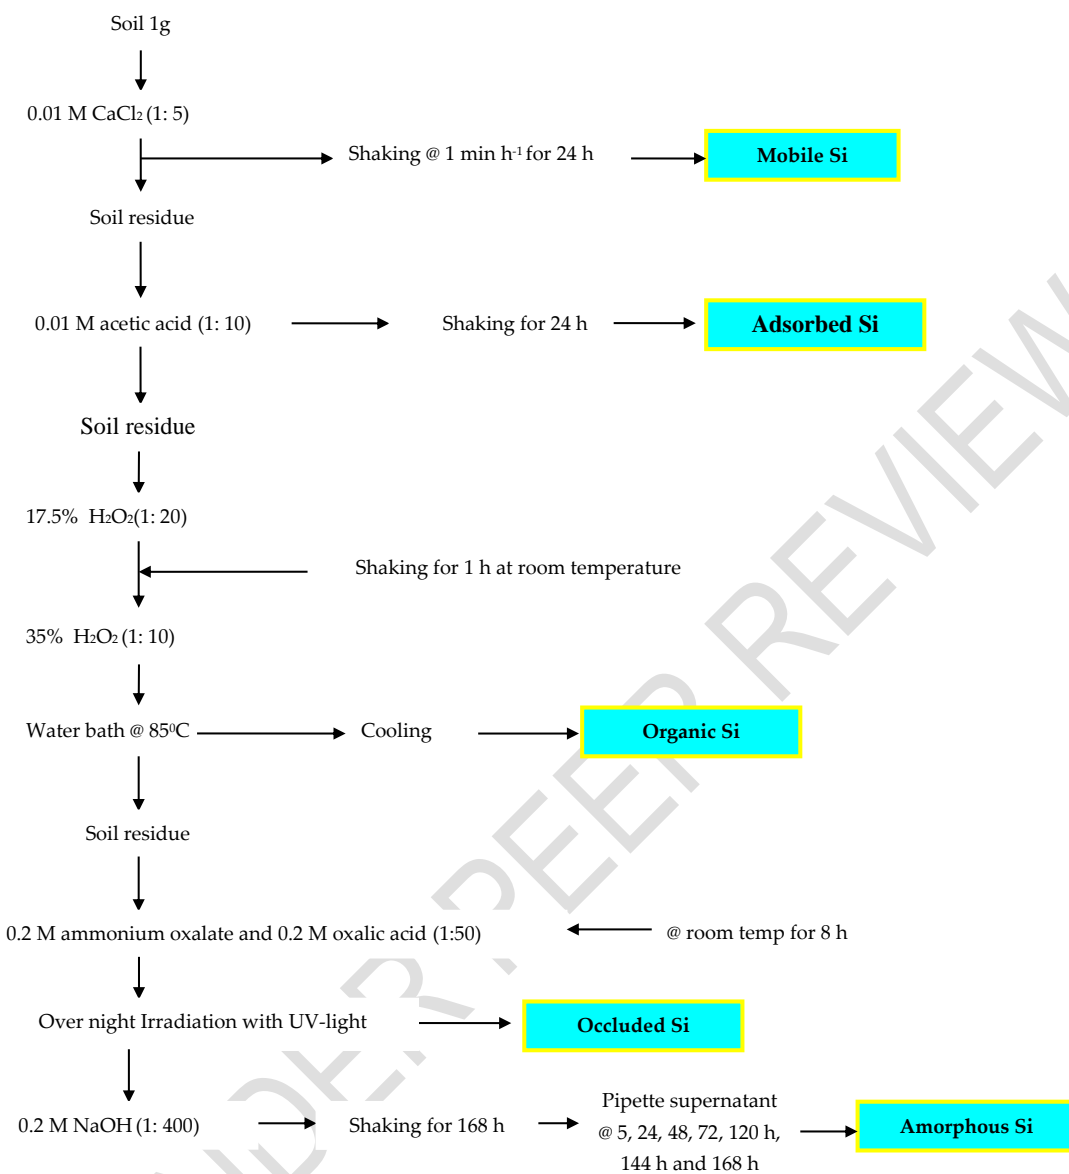 Soil 1g
0.01 M CaCl₂ (1: 5)
Shaking @ 1 min h⁻¹ for 24 h
Mobile Si
Soil residue
0.01 M acetic acid (1: 10)
Shaking for 24 h
Adsorbed Si
Soil residue
17.5% H₂O₂(1: 20)
Shaking for 1 h at room temperature
35% H₂O₂ (1: 10)
Water bath @ 85⁰C
Cooling
Organic Si
Soil residue
0.2 M ammonium oxalate and 0.2 M oxalic acid (1:50)
@ room temp for 8 h
Over night Irradiation with UV-light
Occluded Si
0.2 M NaOH (1: 400)
Shaking for 168 h
Pipette supernatant
@ 5, 24, 48, 72, 120 h,
144 h and 168 h
Amorphous Si
NDER PEER REVIEW